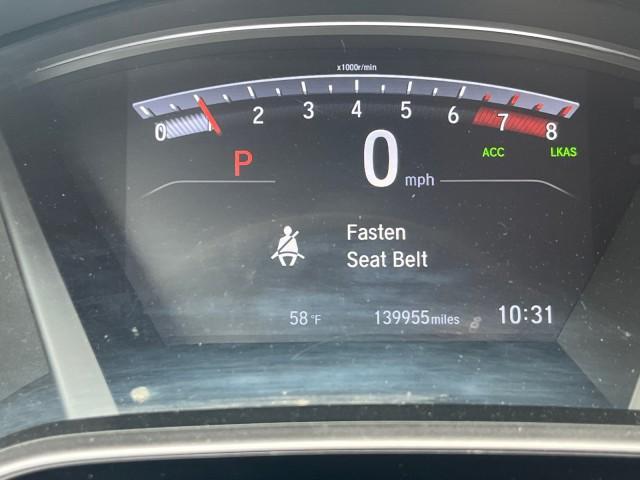 x1000r/min
0 1 2 3 4 5 6 7 8
P 0 mph ACC LKAS
Fasten
Seat Belt
58 °F 139955 miles 10:31